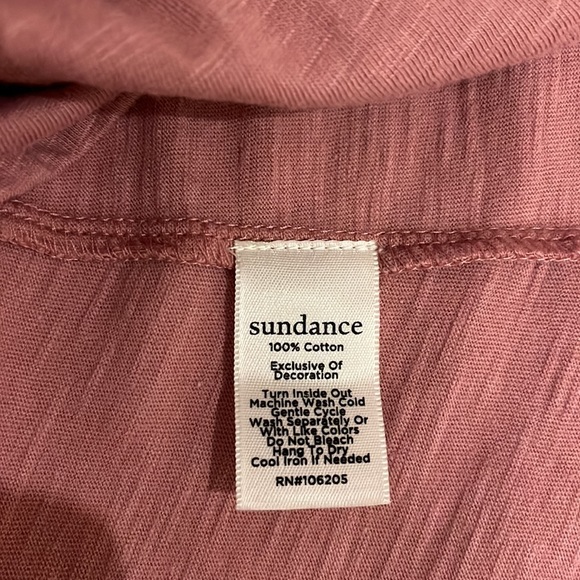 sundance
100% Cotton
Exclusive Of
Decoration
Turn Inside Out
Machine Wash Cold
Gentle Cycle
Wash Separately Or
With Like Colors
Do Not Bleach
Hang To Dry
Cool Iron If Needed
RN#106205